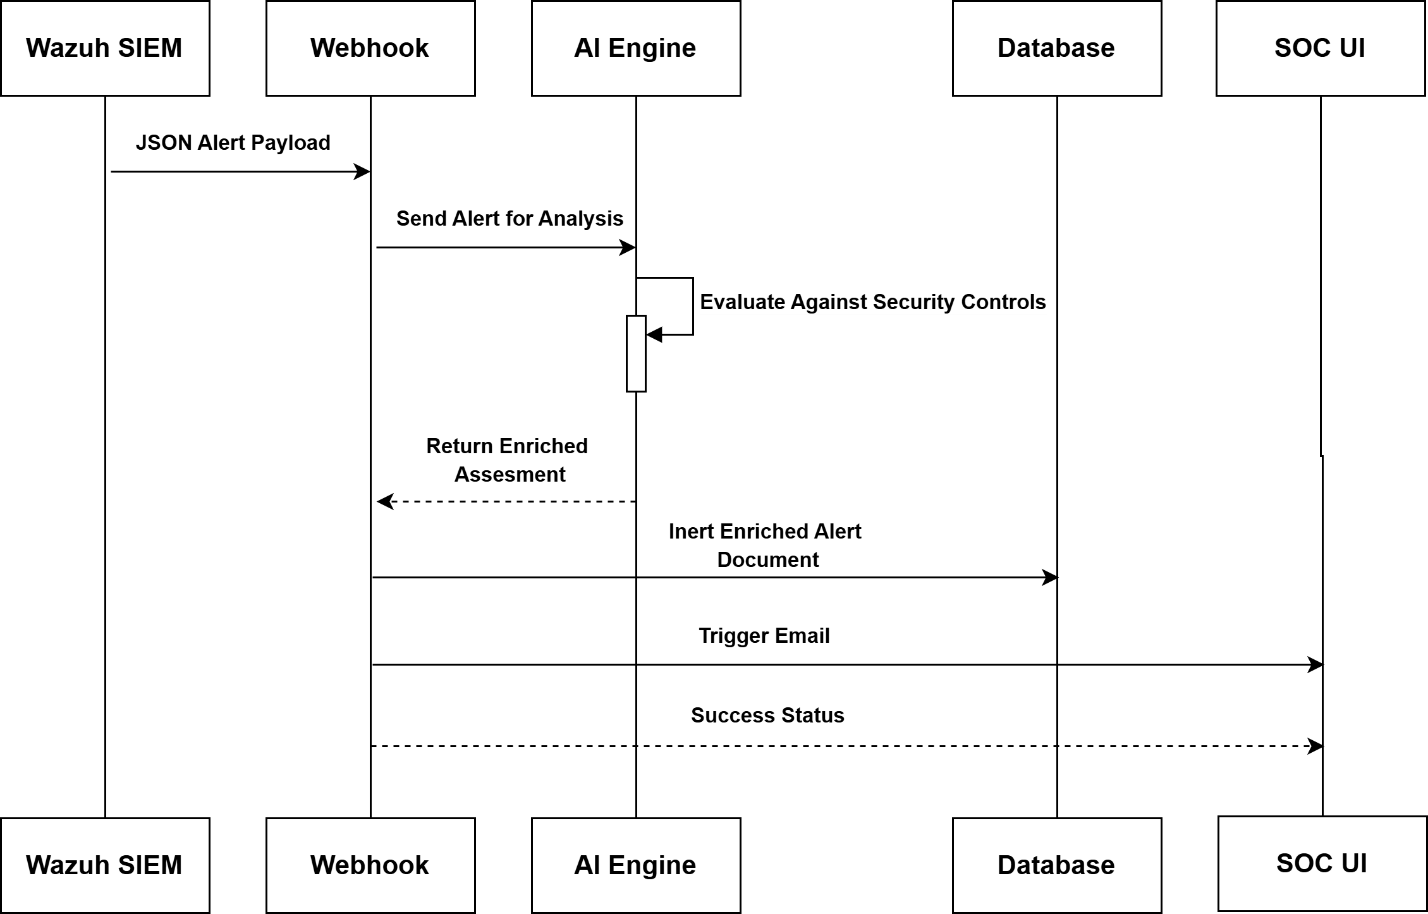 Wazuh SIEM
Webhook
AI Engine
Database
SOC UI
JSON Alert Payload
Send Alert for Analysis
Evaluate Against Security Controls
Return Enriched
Assesment
Inert Enriched Alert
Document
Trigger Email
Success Status
Wazuh SIEM
Webhook
AI Engine
Database
SOC UI